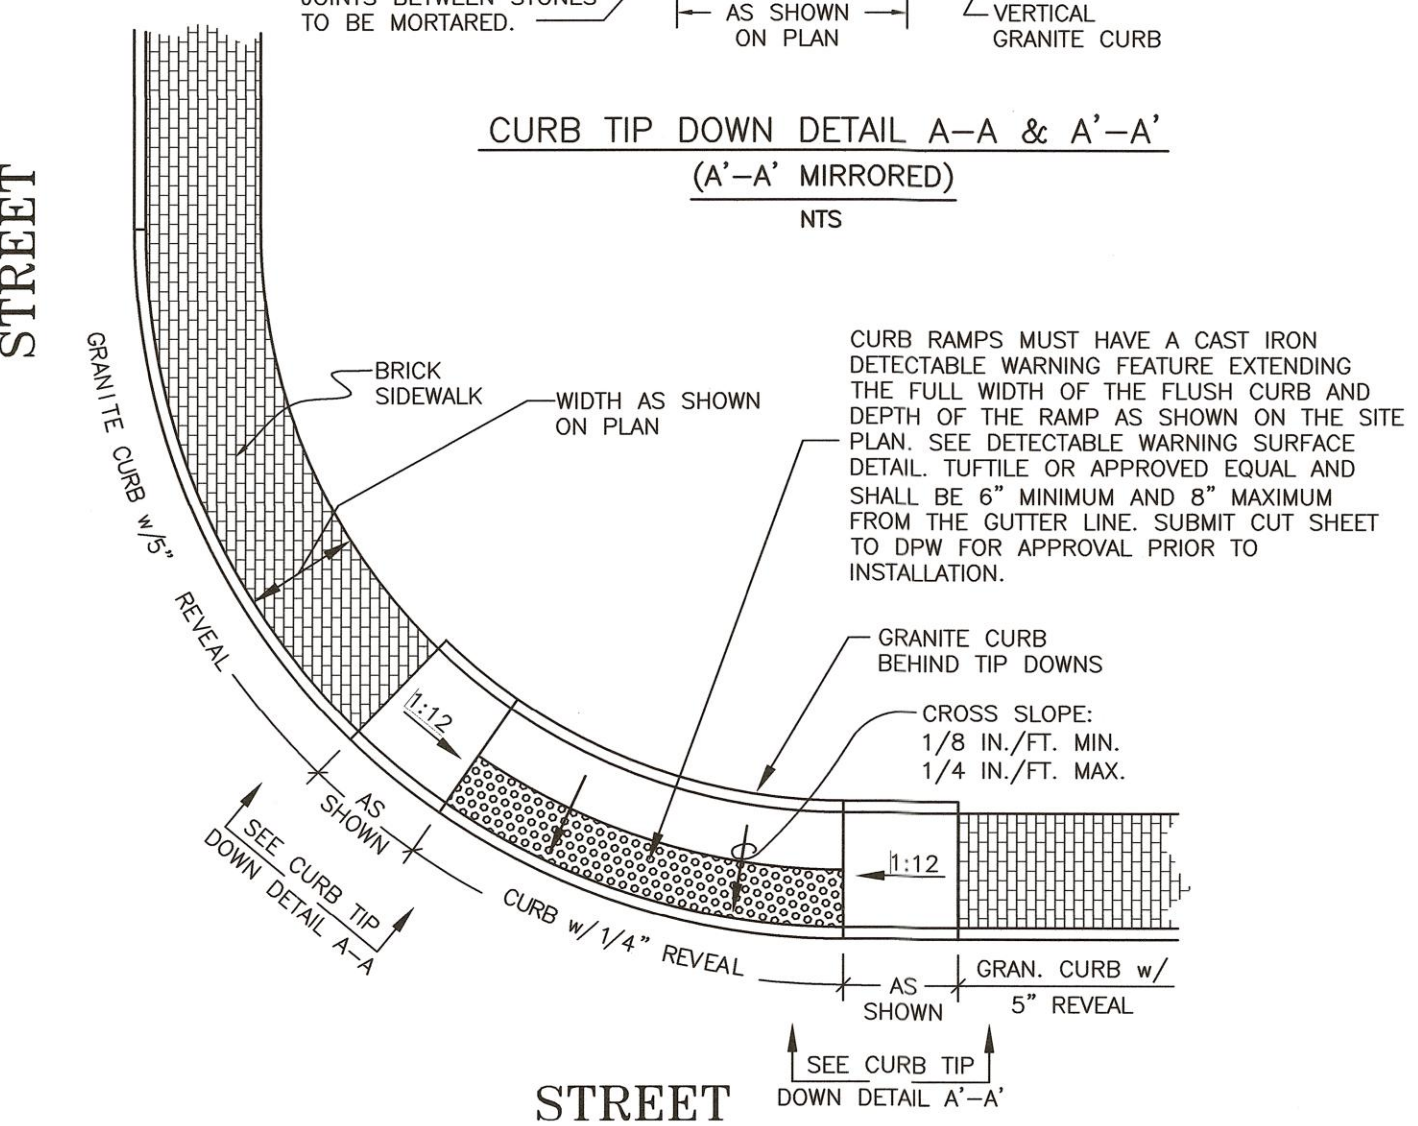 JOINTS BETWEEN STONES
TO BE MORTARED.
AS SHOWN
ON PLAN
VERTICAL
GRANITE CURB
CURB TIP DOWN DETAIL A-A & A'-A'
(A'-A' MIRRORED)
NTS
STREET
BRICK
SIDEWALK
WIDTH AS SHOWN
ON PLAN
CURB RAMPS MUST HAVE A CAST IRON
DETECTABLE WARNING FEATURE EXTENDING
THE FULL WIDTH OF THE FLUSH CURB AND
DEPTH OF THE RAMP AS SHOWN ON THE SITE
PLAN. SEE DETECTABLE WARNING SURFACE
DETAIL. TUFTILE OR APPROVED EQUAL AND
SHALL BE 6" MINIMUM AND 8" MAXIMUM
FROM THE GUTTER LINE. SUBMIT CUT SHEET
TO DPW FOR APPROVAL PRIOR TO
INSTALLATION.
GRANITE CURB w/5" REVEAL
GRANITE CURB
BEHIND TIP DOWNS
1:12
CROSS SLOPE:
1/8 IN./FT. MIN.
1/4 IN./FT. MAX.
AS
SHOWN
SEE CURB TIP
DOWN DETAIL A-A
1:12
CURB w/1/4" REVEAL
AS
SHOWN
GRAN. CURB w/
5" REVEAL
SEE CURB TIP
DOWN DETAIL A'-A'
STREET